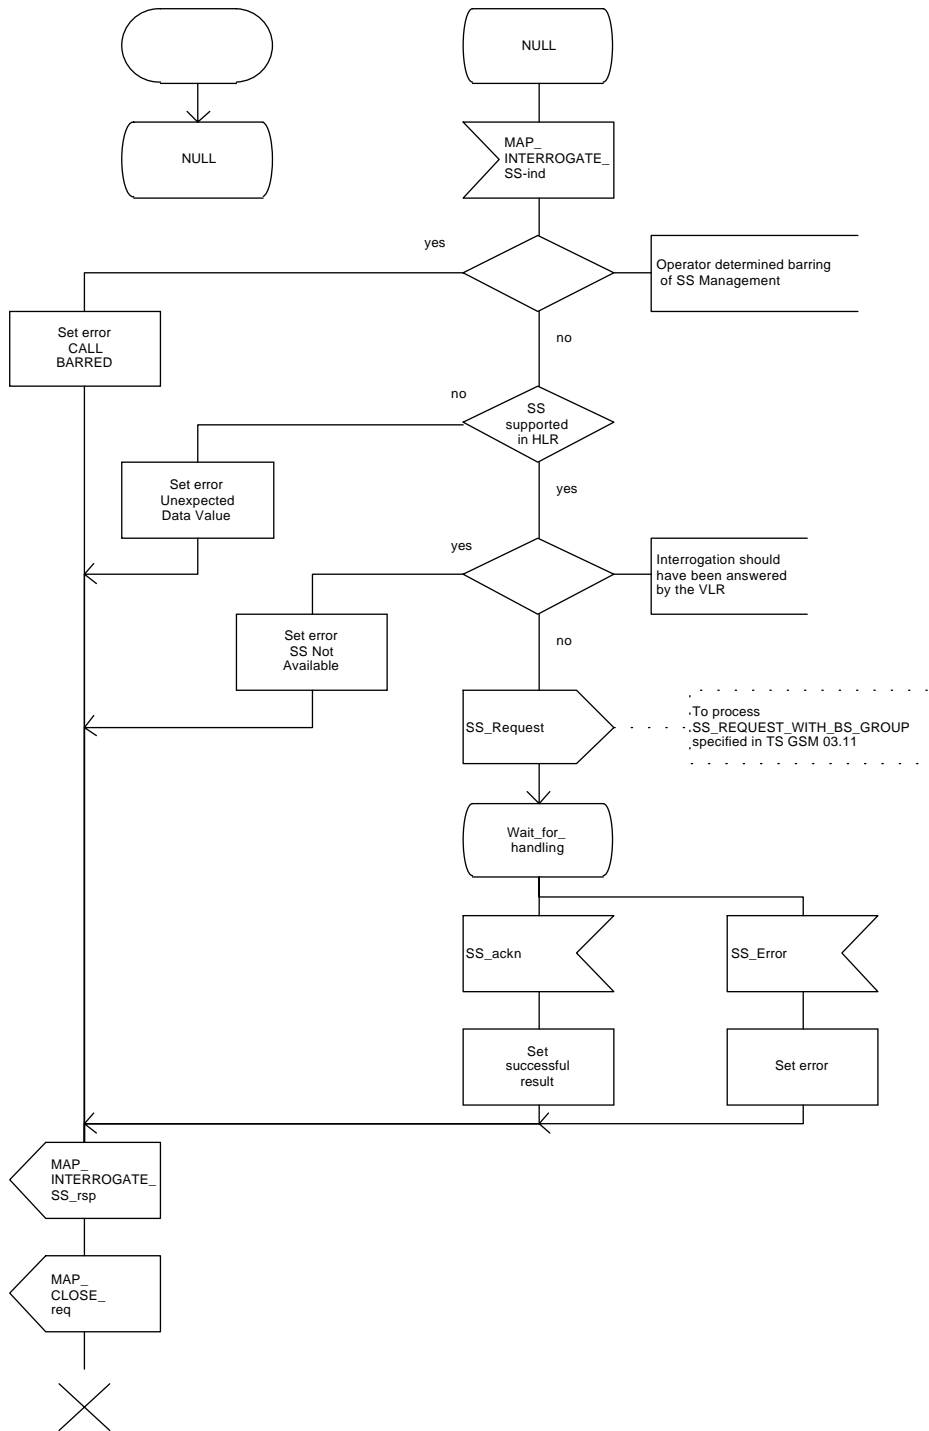 NULL
NULL
MAP_
INTERROGATE_
SS-ind
yes
Operator determined barring
of SS Management
Set error
CALL
BARRED
no
no
SS
supported
in HLR
Set error
Unexpected
Data Value
yes
yes
Interrogation should
have been answered
by the VLR
Set error
SS Not
Available
no
SS_Request
To process
SS_REQUEST_WITH_BS_GROUP
specified in TS GSM 03.11
Wait_for_
handling
SS_ackn
SS_Error
Set
successful
result
Set error
MAP_
INTERROGATE_
SS_rsp
MAP_
CLOSE_
req